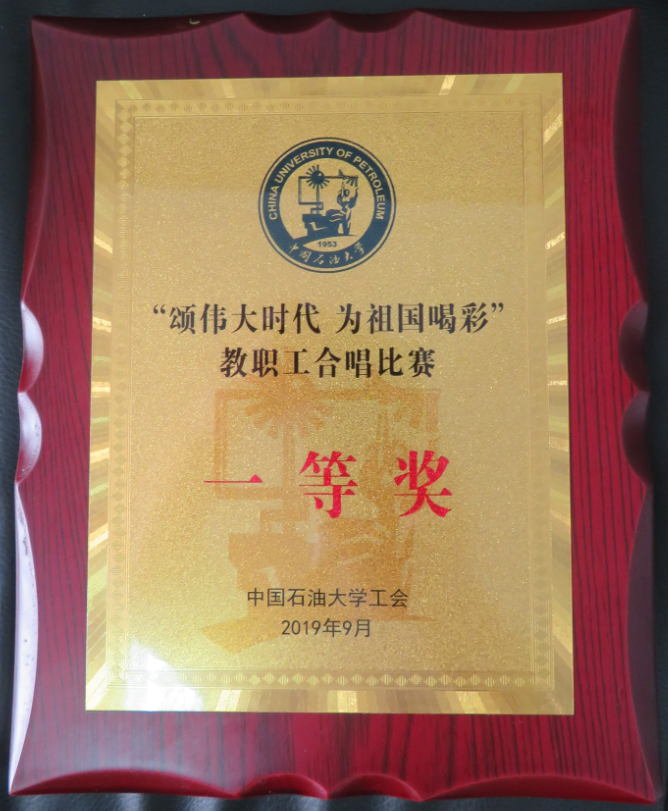 CHINA UNIVERSITY OF PETROLEUM
1953
中国石油大学
“颂伟大时代 为祖国喝彩”
教职工合唱比赛
一等奖
中国石油大学工会
2019年9月